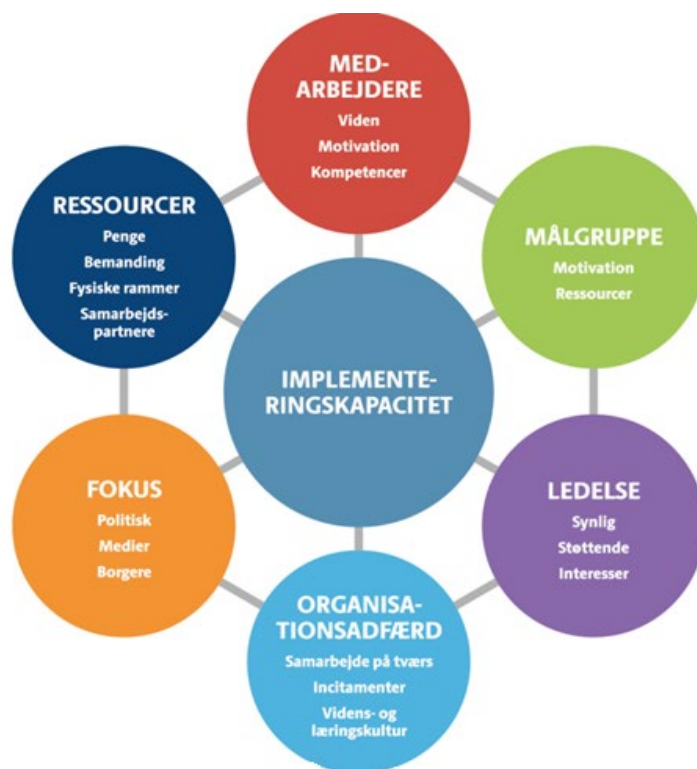 MED-
ARBEJDERE
Viden
Motivation
Kompetencer
RESSOURCER
Penge
Bemanding
Fysiske rammer
Samarbejds-
partnere
MÅLGRUPPE
Motivation
Ressourcer
IMPLEMENTE-
RINGSKAPACITET
FOKUS
Politisk
Medier
Borgere
LEDELSE
Synlig
Støttende
Interesser
ORGANISA-
TIONSADFÆRD
Samarbejde på tværs
Incitamenter
Videns- og
læringskultur